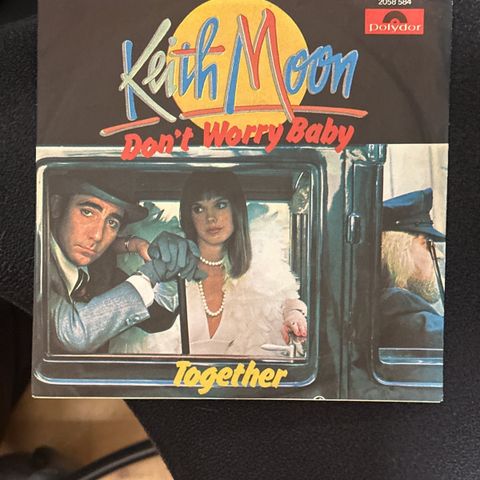 2058 584
Polydor
Keith Moon
Don't Worry Baby
Together